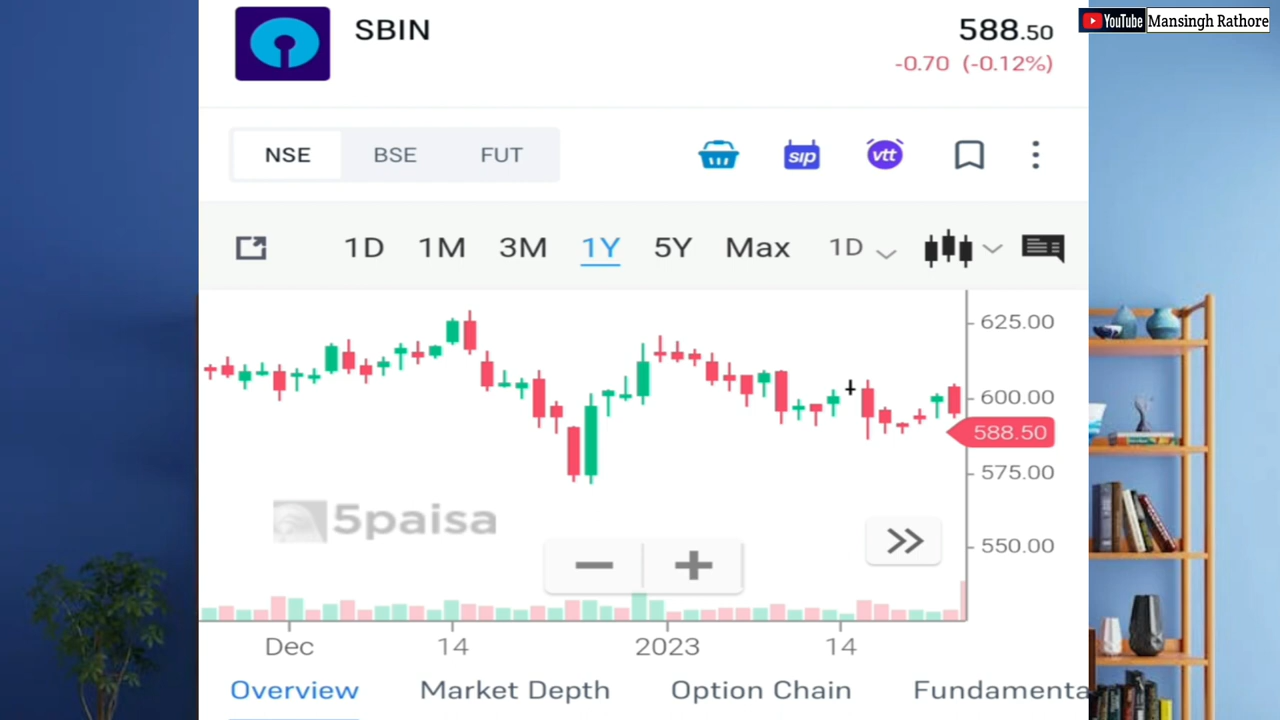 YouTube Mansingh Rathore
SBIN
588.50
-0.70 (-0.12%)
NSE BSE FUT
sip
vtt
1D 1M 3M 1Y 5Y Max 1D
625.00
600.00
588.50
575.00
5paisa
550.00
Dec 14 2023 14
Overview Market Depth Option Chain Fundamenta